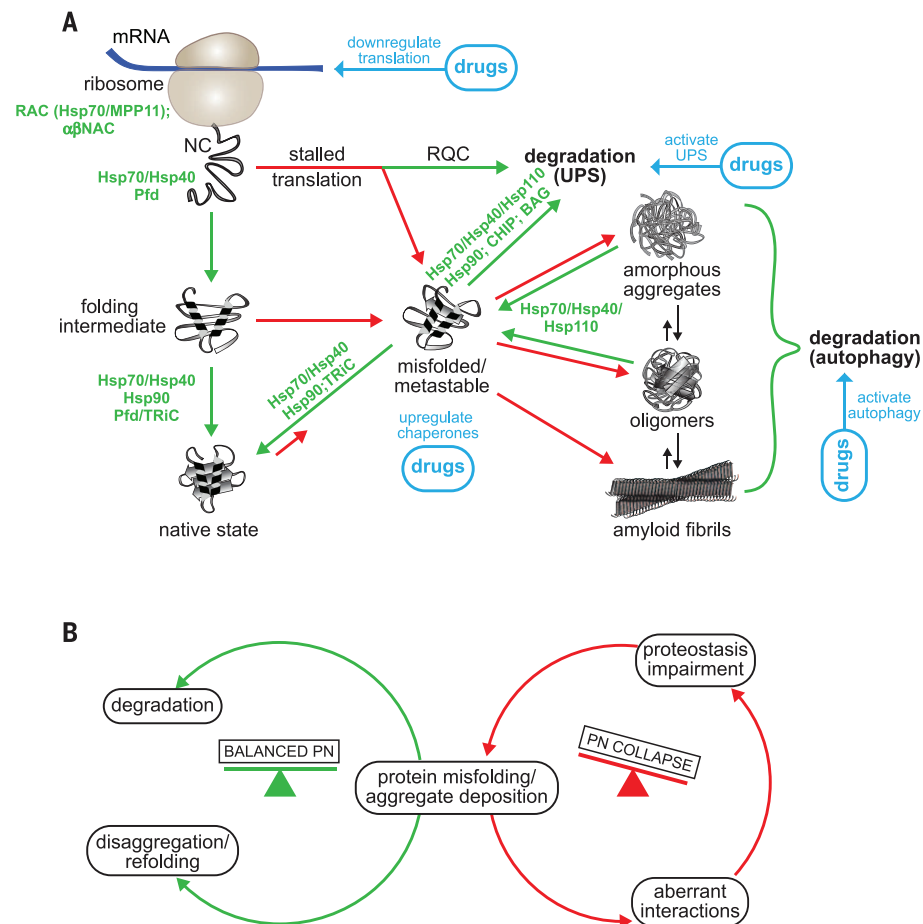 A
mRNA
downregulate
translation
drugs
ribosome
RAC (Hsp70/MPP11);
αβNAC
NC
Hsp70/Hsp40
Pfd
stalled
translation
RQC
degradation
(UPS)
activate
UPS
drugs
Hsp70/Hsp40/Hsp110
Hsp90; CHIP; BAG
amorphous
aggregates
folding
intermediate
Hsp70/Hsp40/
Hsp110
misfolded/
metastable
degradation
(autophagy)
Hsp70/Hsp40
Hsp90
Pfd/TRiC
Hsp70/Hsp40
Hsp90;TRiC
oligomers
activate
autophagy
upregulate
chaperones
drugs
drugs
native state
amyloid fibrils
B
proteostasis
impairment
degradation
BALANCED PN
PN COLLAPSE
protein misfolding/
aggregate deposition
disaggregation/
refolding
aberrant
interactions